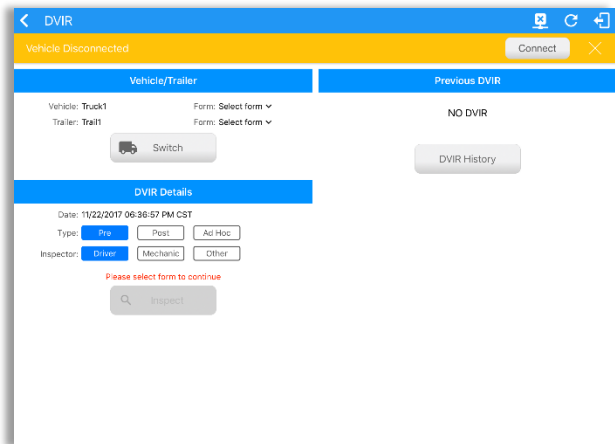 DVIR
Vehicle Disconnected
Connect
Vehicle/Trailer
Vehicle: Truck1 Form: Select form
Trailer: Trail1 Form: Select form
Switch
DVIR Details
Date: 11/22/2017 06:36:57 PM CST
Type: Pre Post Ad Hoc
Inspector: Driver Mechanic Other
Please select form to continue
Inspect
Previous DVIR
NO DVIR
DVIR History